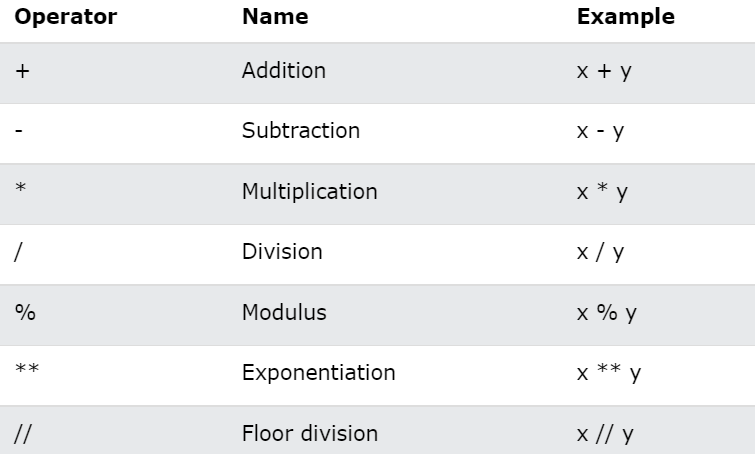 Operator Name Example
+ Addition x + y
- Subtraction x - y
* Multiplication x * y
/ Division x / y
% Modulus x % y
** Exponentiation x ** y
// Floor division x // y